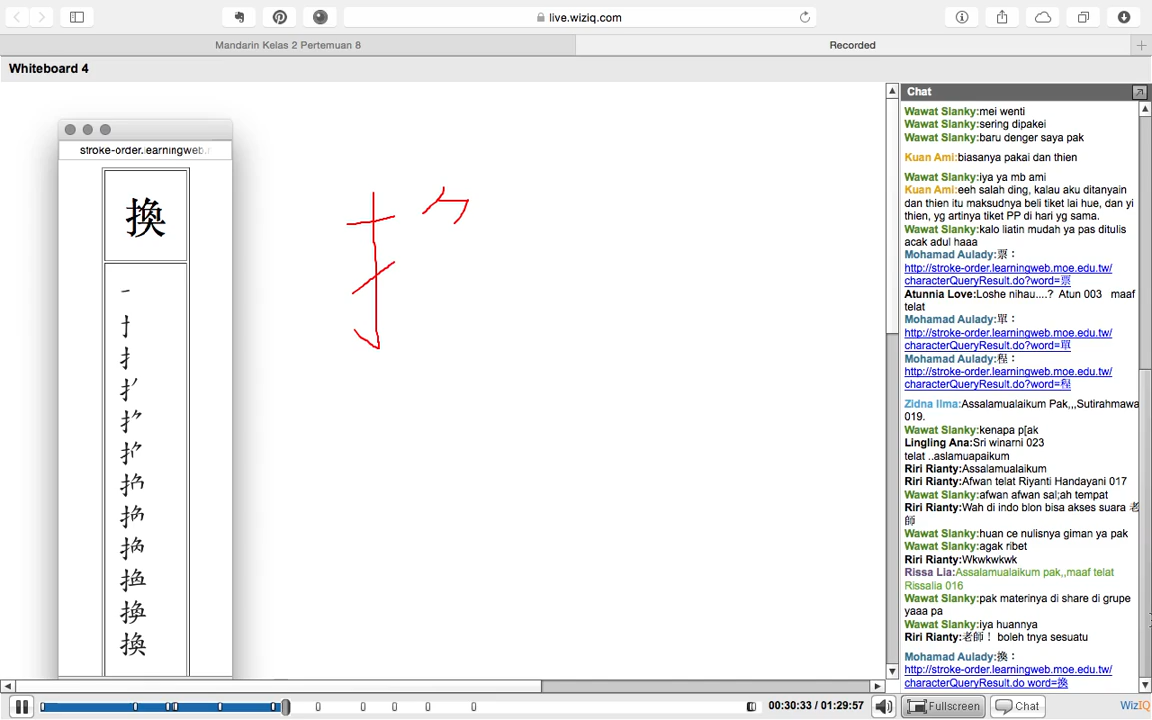 live.wiziq.com
Mandarin Kelas 2 Pertemuan 8
Recorded
Whiteboard 4
stroke-order.learningweb.r
換
扌
換
Chat
Wawat Slanky:mei wenti
Wawat Slanky:sering dipakei
Wawat Slanky:baru denger saya pak
Kuan Ami:biasanya pakai dan thien
Wawat Slanky:iya ya mb ami
Kuan Ami:eeh salah ding, kalau aku ditanyain
dan thien itu maksudnya beli tiket lai hue, dan yi
thien, yg artinya tiket PP di hari yg sama.
Wawat Slanky:kalo liatin mudah ya pas ditulis
acak adul haaa
Mohamad Aulady:票：
http://stroke-order.learningweb.moe.edu.tw/
characterQueryResult.do?word=票
Atunnia Love:Loshe nihau....? Atun 003 maaf
telat
Mohamad Aulady:單：
http://stroke-order.learningweb.moe.edu.tw/
characterQueryResult.do?word=單
Mohamad Aulady:程：
http://stroke-order.learningweb.moe.edu.tw/
characterQueryResult.do?word=程
Zidna Ilma:Assalamualaikum Pak,,,Sutirahmawa
019.
Wawat Slanky:kenapa p[ak
Lingling Ana:Sri winarni 023
telat ..aslamuapaikum
Riri Rianty:Assalamualaikum
Riri Rianty:Afwan telat Riyanti Handayani 017
Wawat Slanky:afwan afwan sal;ah tempat
Riri Rianty:Wah di indo blon bisa akses suara 老
師
Wawat Slanky:huan ce nulisnya giman ya pak
Wawat Slanky:agak ribet
Riri Rianty:Wkwkwkwk
Rissa Lia:Assalamualaikum pak,,maaf telat
Rissalia 016
Wawat Slanky:pak materinya di share di grupe
yaaa pa
Wawat Slanky:iya huannya
Riri Rianty:老師！ boleh tnya sesuatu
Mohamad Aulady:換：
http://stroke-order.learningweb.moe.edu.tw/
characterQueryResult.do word=換
00:30:33 / 01:29:57
Fullscreen
Chat
WizIQ